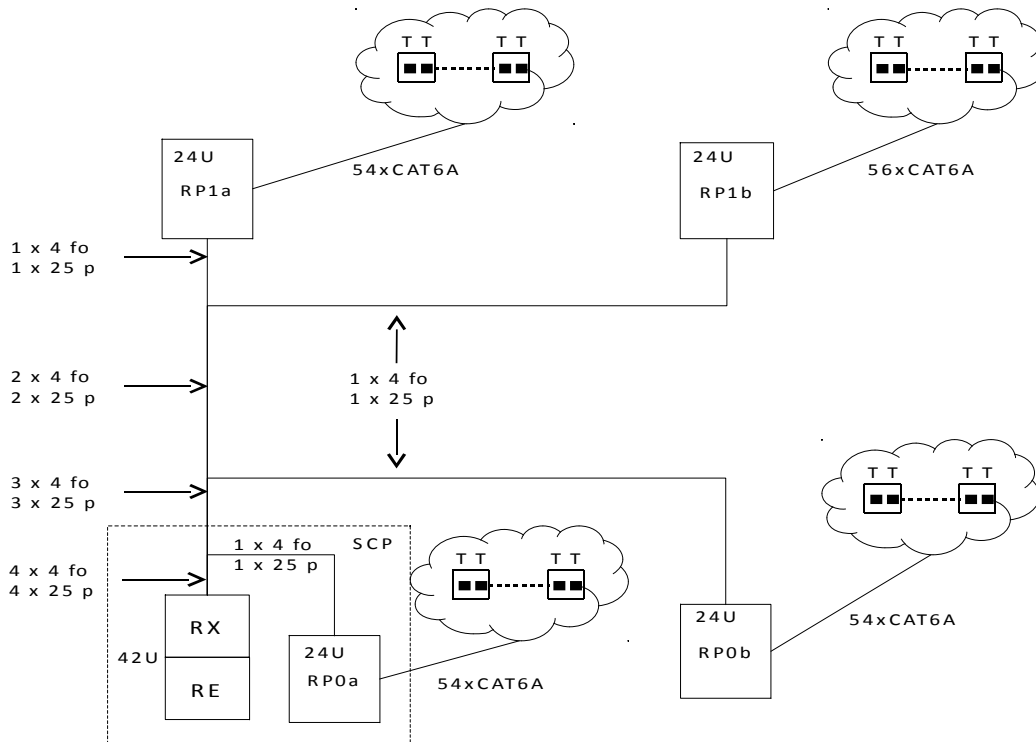 T T T T
T T T T
24U
RP1a
54xCAT6A
24U
RP1b
56xCAT6A
1 x 4 fo
1 x 25 p
2 x 4 fo
2 x 25 p
1 x 4 fo
1 x 25 p
3 x 4 fo
3 x 25 p
T T T T
1 x 4 fo
1 x 25 p
SCP
T T T T
4 x 4 fo
4 x 25 p
RX
42U
RE
24U
RP0a
54xCAT6A
24U
RP0b
54xCAT6A